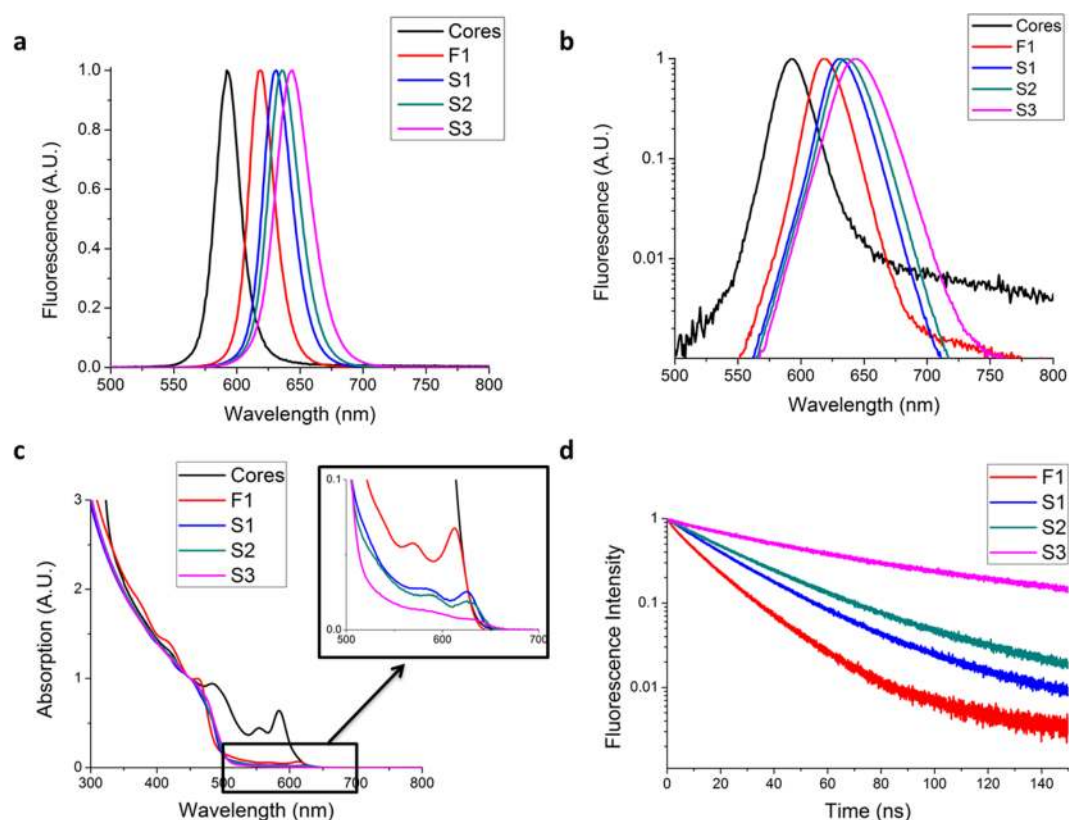 a
Cores
F1
S1
S2
S3
1.0
0.8
0.6
0.4
0.2
0.0
Fluorescence (A.U.)
500 550 600 650 700 750 800
Wavelength (nm)
b
Cores
F1
S1
S2
S3
1
0.1
0.01
Fluorescence (A.U.)
500 550 600 650 700 750 800
Wavelength (nm)
c
Cores
F1
S1
S2
S3
3
2
1
0
Absorption (A.U.)
300 400 500 600 700 800
Wavelength (nm)
0.1
0.0
500 600 700
d
F1
S1
S2
S3
1
0.1
0.01
Fluorescence Intensity
0 20 40 60 80 100 120 140
Time (ns)